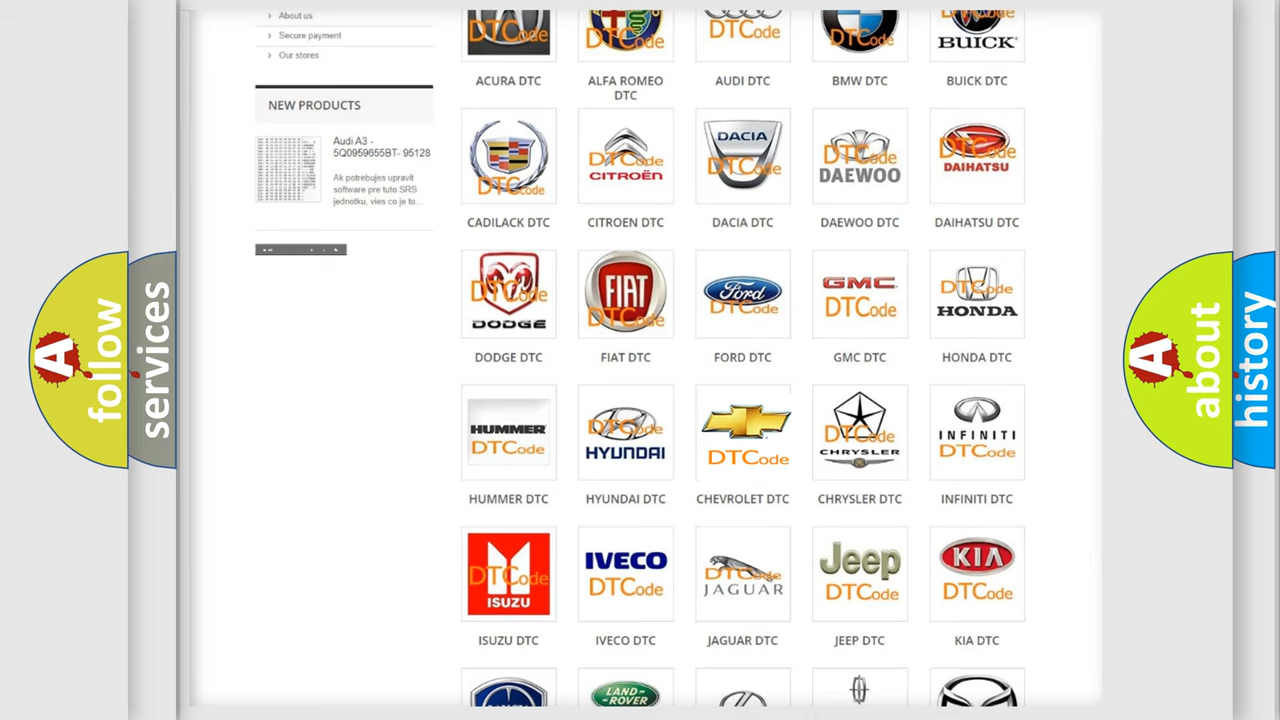 About us
Secure payment
Our stores
NEW PRODUCTS
Audi A3 -
5Q0959655BT- 95128
Ak potrebujes upravit
software pre tuto SRS
jednotku, vies co je to...
DTCode
DTCode
DTCode
DTCode
BUICK
ACURA DTC
ALFA ROMEO
DTC
AUDI DTC
BMW DTC
BUICK DTC
DTCode
DTCode
CITROËN
DACIA
DTCode
DTCode
DAEWOO
DTCode
DAIHATSU
CADILACK DTC
CITROEN DTC
DACIA DTC
DAEWOO DTC
DAIHATSU DTC
DTCode
DODGE
FIAT
DTCode
Ford
DTCode
GMC
DTCode
DTCode
HONDA
DODGE DTC
FIAT DTC
FORD DTC
GMC DTC
HONDA DTC
HUMMER
DTCode
DTCode
HYUNDAI
DTCode
DTCode
CHRYSLER
INFINITI
DTCode
HUMMER DTC
HYUNDAI DTC
CHEVROLET DTC
CHRYSLER DTC
INFINITI DTC
DTCode
ISUZU
IVECO
DTCode
DTCode
JAGUAR
Jeep
DTCode
KIA
DTCode
ISUZU DTC
IVECO DTC
JAGUAR DTC
JEEP DTC
KIA DTC
LAND-
ROVER
A
follow
services
A
about
history